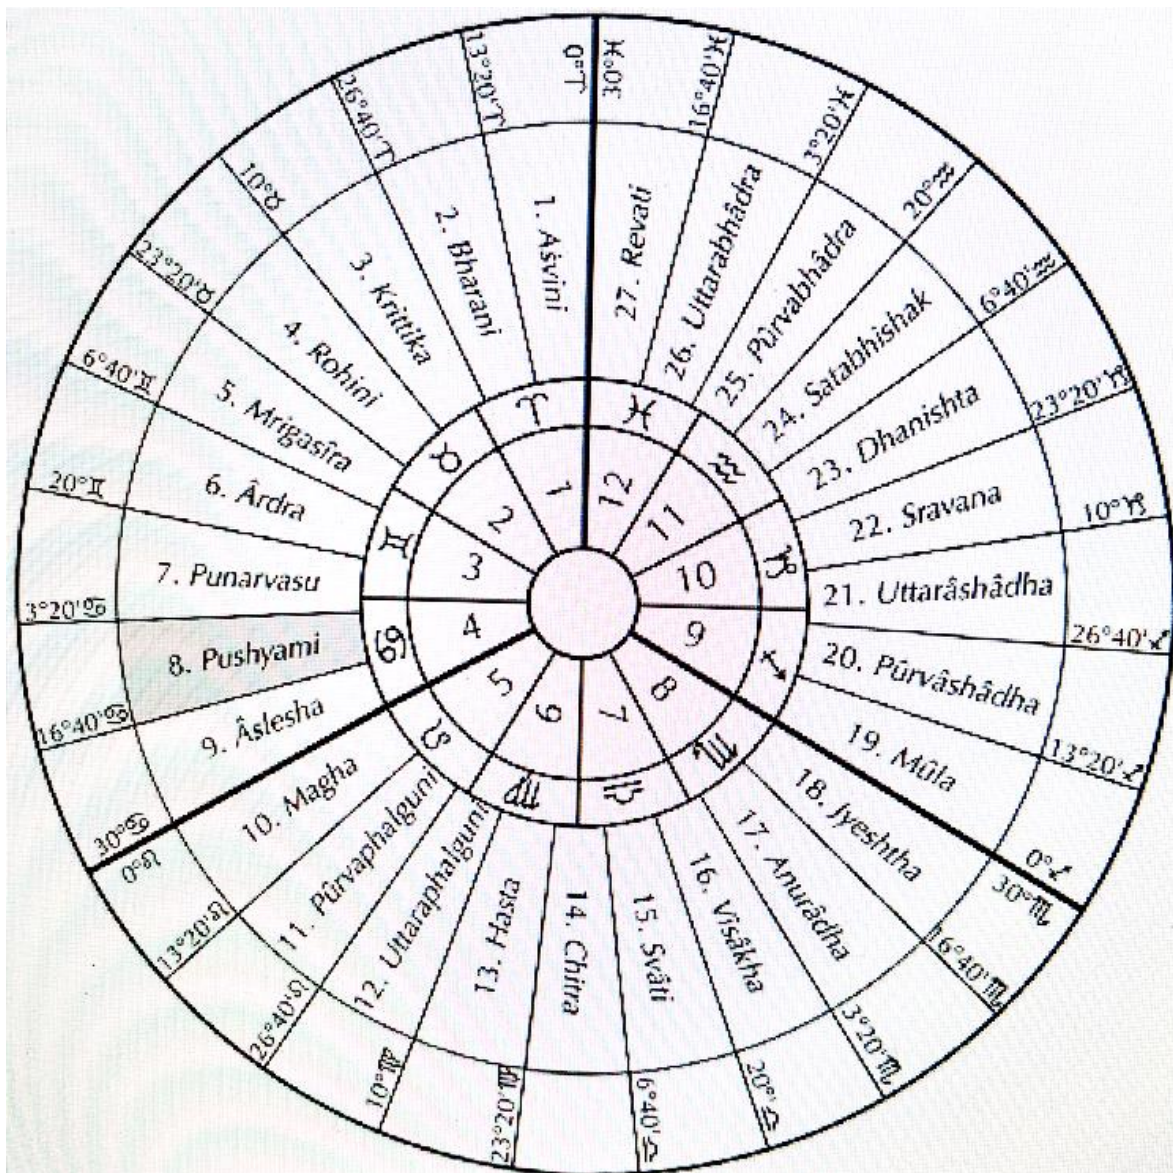 0°♈
13°20'♈
26°40'♈
10°♉
23°20'♉
6°40'♊
20°♊
3°20'♋
16°40'♋
30°♋
0°♌
13°20'♌
26°40'♌
10°♍
23°20'♍
6°40'♎
20°♎
3°20'♏
16°40'♏
30°♏
0°♐
13°20'♐
26°40'♐
10°♑
23°20'♑
6°40'♒
20°♒
3°20'♓
16°40'♓
30°♓
1. Aśvini
2. Bharani
3. Krittika
4. Rohini
5. Mrigasîra
6. Ârdra
7. Punarvasu
8. Pushyami
9. Âslesha
10. Magha
11. Pûrvaphalguni
12. Uttaraphalguni
13. Hasta
14. Chitra
15. Svâti
16. Visâkha
17. Anurâdha
18. Jyeshtha
19. Mûla
20. Pûrvâshâdha
21. Uttarâshâdha
22. Sravana
23. Dhanishta
24. Satabhishak
25. Pûrvabhâdra
26. Uttarabhâdra
27. Revati
♈
♉
♊
♋
♌
♍
♎
♏
♐
♑
♒
♓
1
2
3
4
5
6
7
8
9
10
11
12